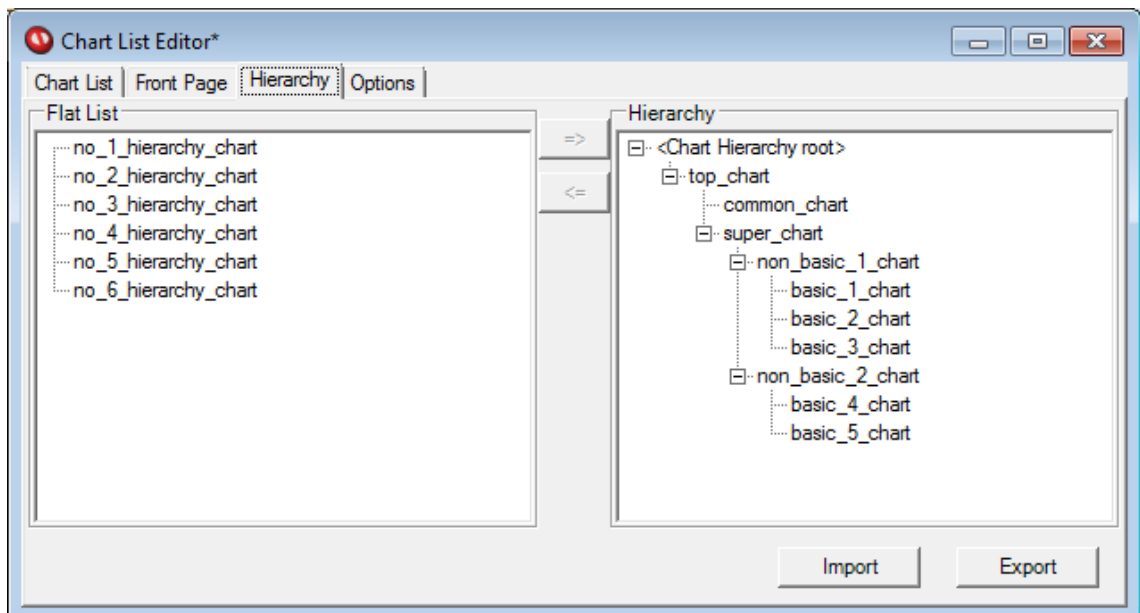 Chart List Editor*
Chart List Front Page Hierarchy Options
Flat List
no_1_hierarchy_chart
no_2_hierarchy_chart
no_3_hierarchy_chart
no_4_hierarchy_chart
no_5_hierarchy_chart
no_6_hierarchy_chart
=>
<=
Hierarchy
<Chart Hierarchy root>
top_chart
common_chart
super_chart
non_basic_1_chart
basic_1_chart
basic_2_chart
basic_3_chart
non_basic_2_chart
basic_4_chart
basic_5_chart
Import Export